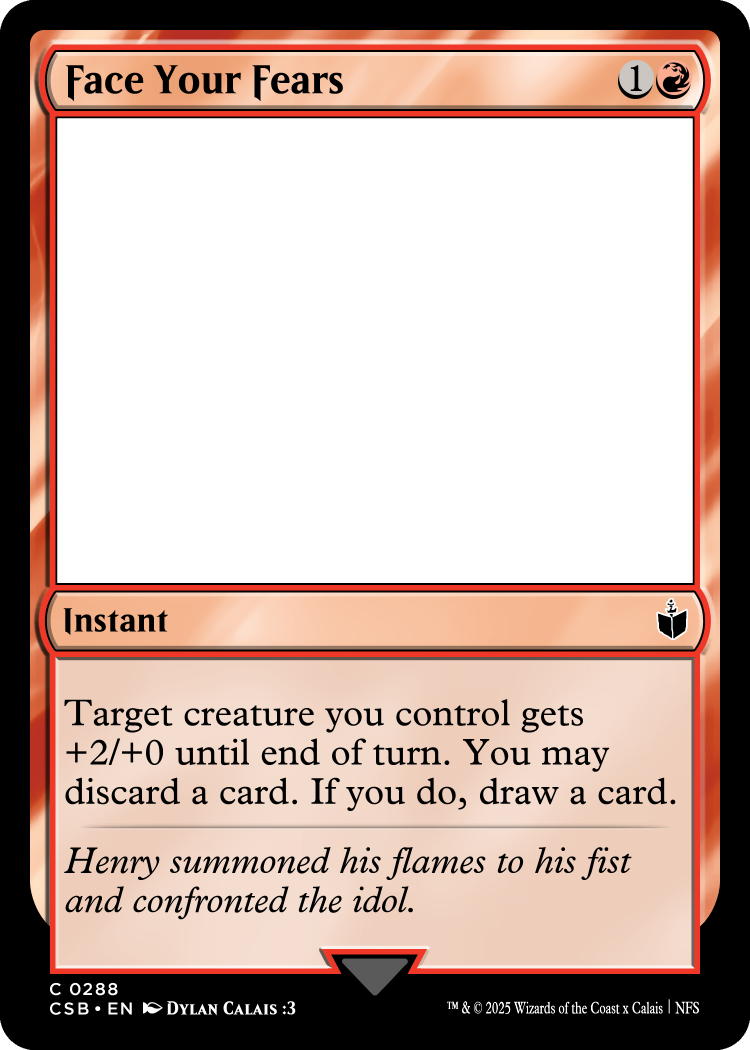 Face Your Fears 1
Instant
Target creature you control gets
+2/+0 until end of turn. You may
discard a card. If you do, draw a card.
Henry summoned his flames to his fist
and confronted the idol.
C 0288
CSB • EN Dylan Calais :3
™ & © 2025 Wizards of the Coast x Calais | NFS